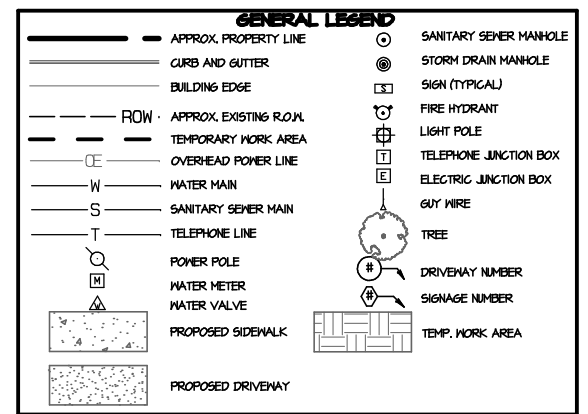 GENERAL LEGEND
APPROX. PROPERTY LINE
CURB AND GUTTER
BUILDING EDGE
ROW
APPROX. EXISTING R.O.W.
TEMPORARY WORK AREA
OE
OVERHEAD POWER LINE
W
WATER MAIN
S
SANITARY SEWER MAIN
T
TELEPHONE LINE
POWER POLE
M
WATER METER
W
WATER VALVE
PROPOSED SIDEWALK
PROPOSED DRIVEWAY
SANITARY SEWER MANHOLE
STORM DRAIN MANHOLE
S
SIGN (TYPICAL)
FIRE HYDRANT
LIGHT POLE
T
TELEPHONE JUNCTION BOX
E
ELECTRIC JUNCTION BOX
GUY WIRE
TREE
#
DRIVEWAY NUMBER
#
SIGNAGE NUMBER
TEMP. WORK AREA